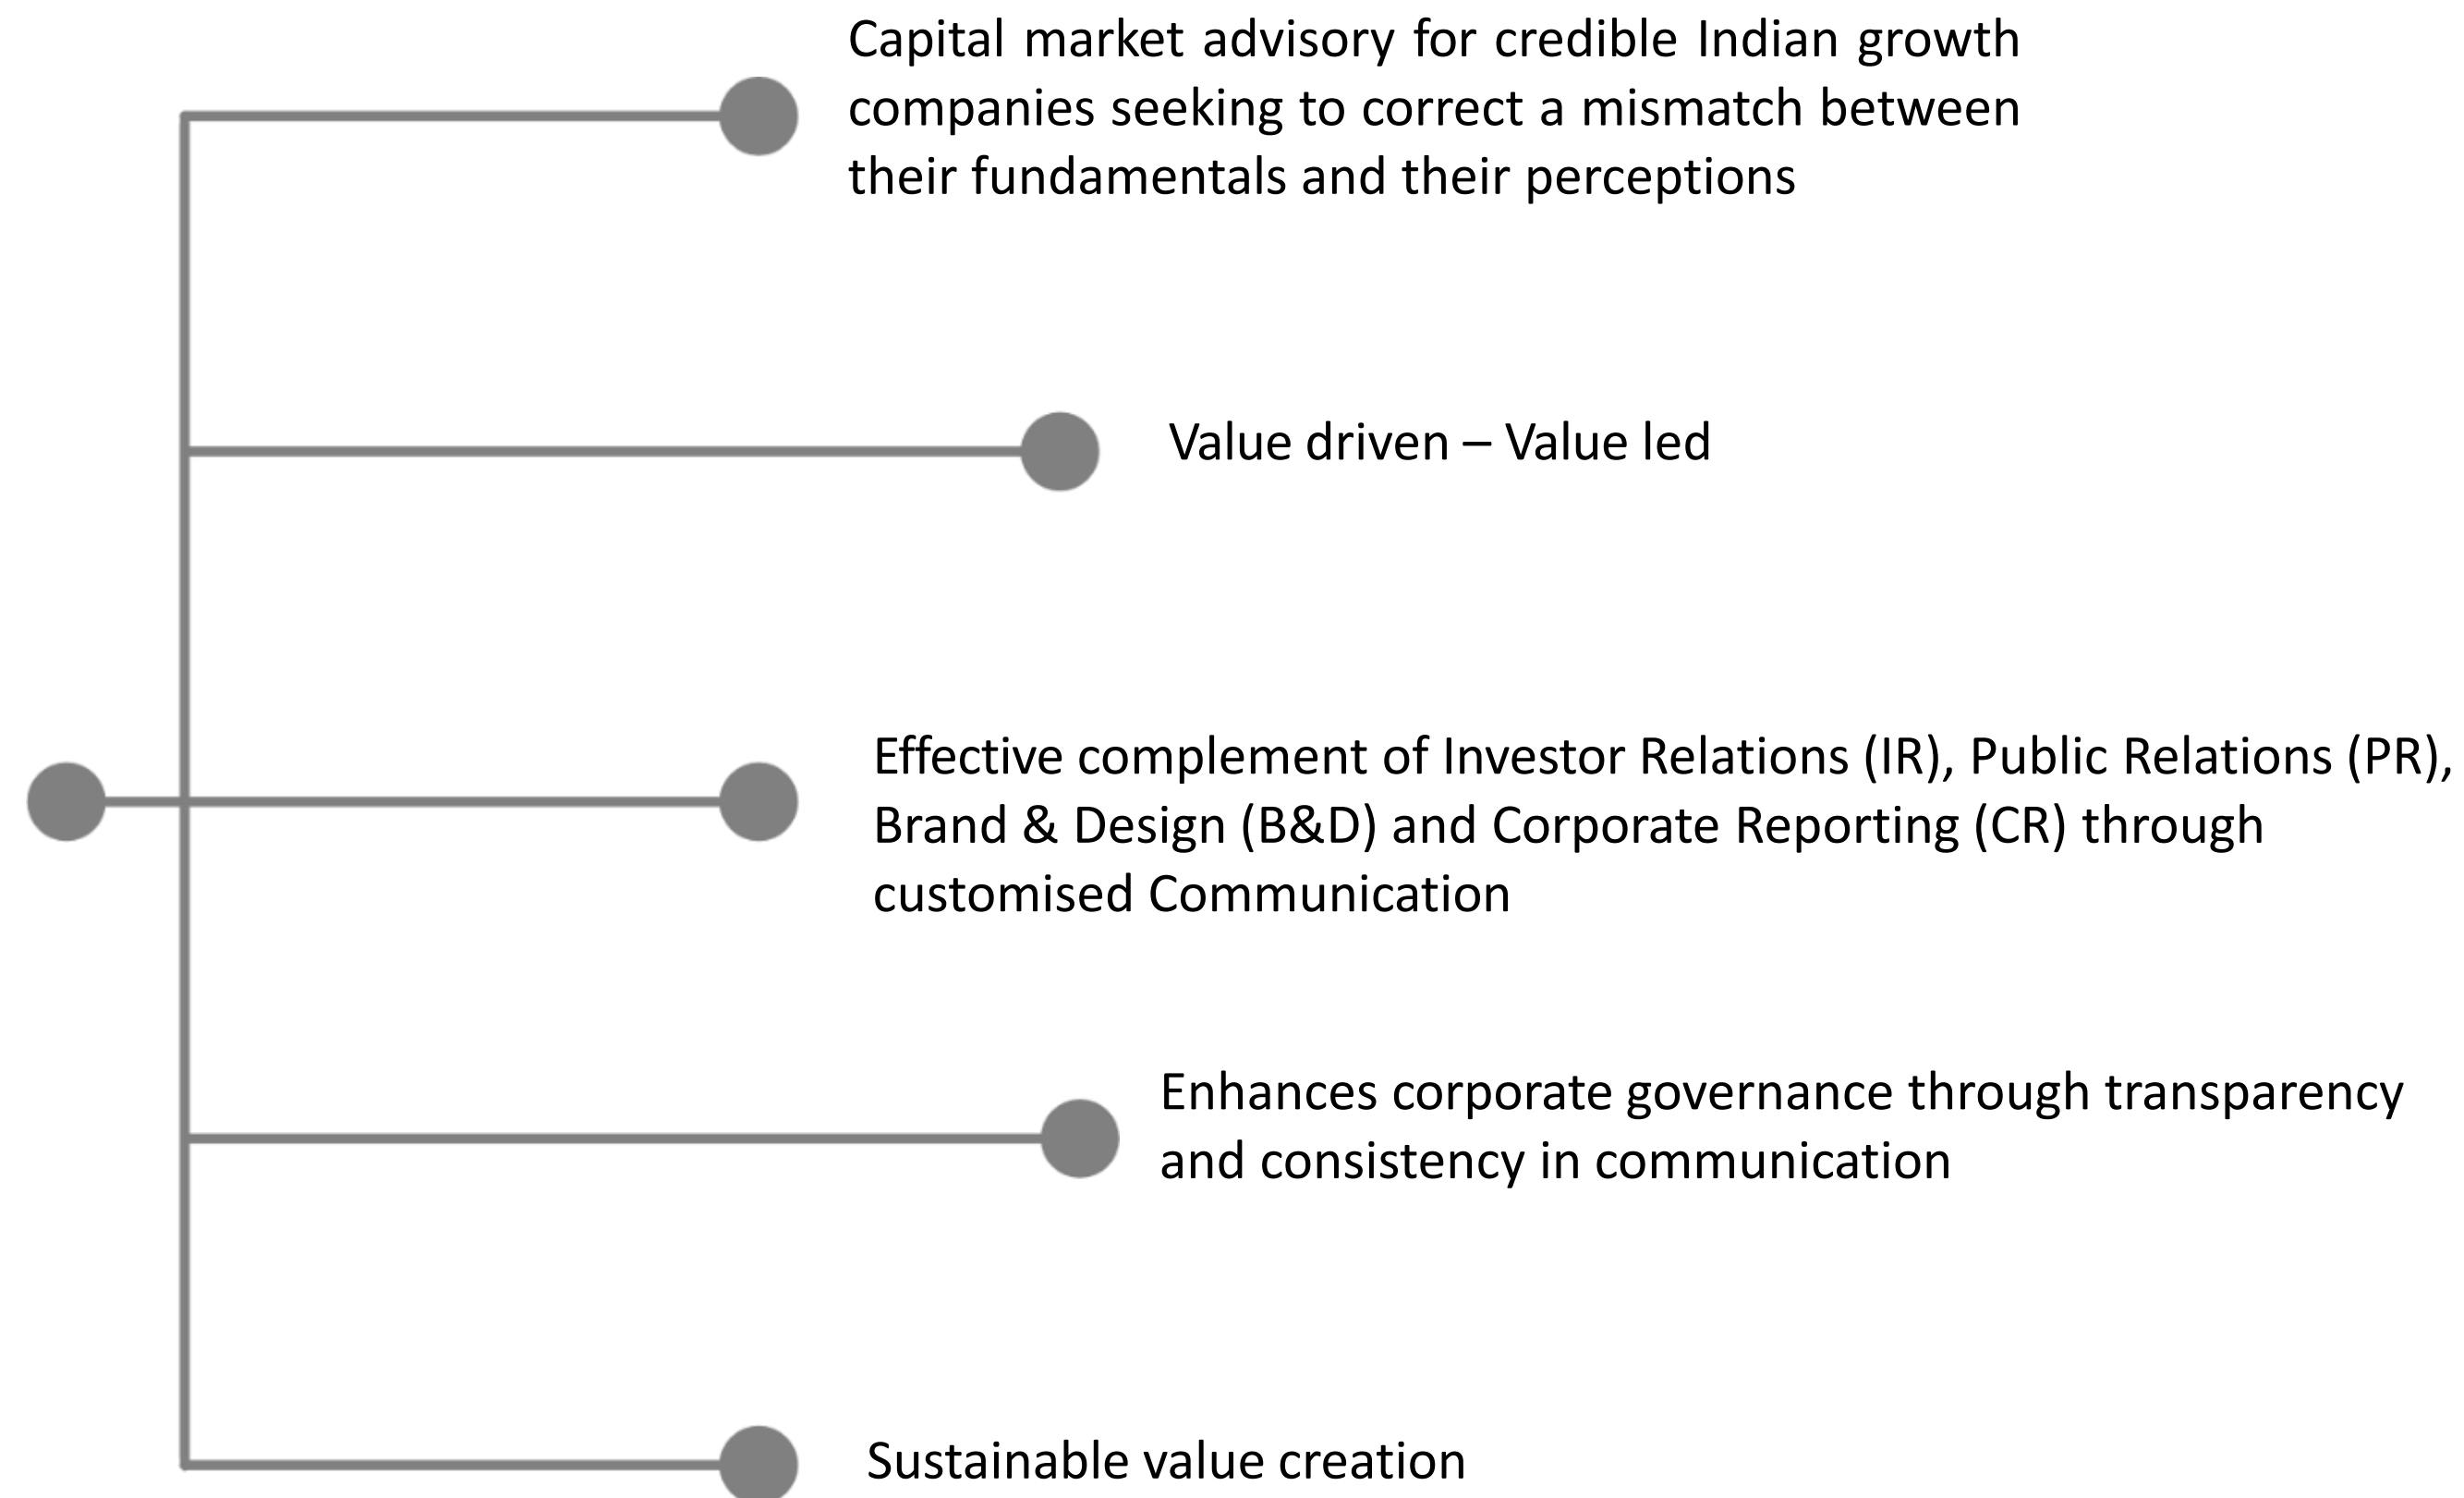 Capital market advisory for credible Indian growth
companies seeking to correct a mismatch between
their fundamentals and their perceptions
Value driven – Value led
Effective complement of Investor Relations (IR), Public Relations (PR),
Brand & Design (B&D) and Corporate Reporting (CR) through
customised Communication
Enhances corporate governance through transparency
and consistency in communication
Sustainable value creation